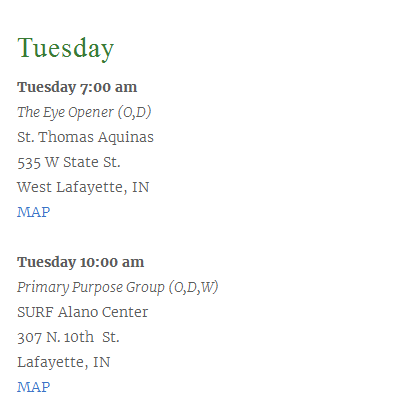 Tuesday
Tuesday 7:00 am
The Eye Opener (O,D)
St. Thomas Aquinas
535 W State St.
West Lafayette, IN
MAP
Tuesday 10:00 am
Primary Purpose Group (O,D,W)
SURF Alano Center
307 N. 10th  St.
Lafayette, IN
MAP